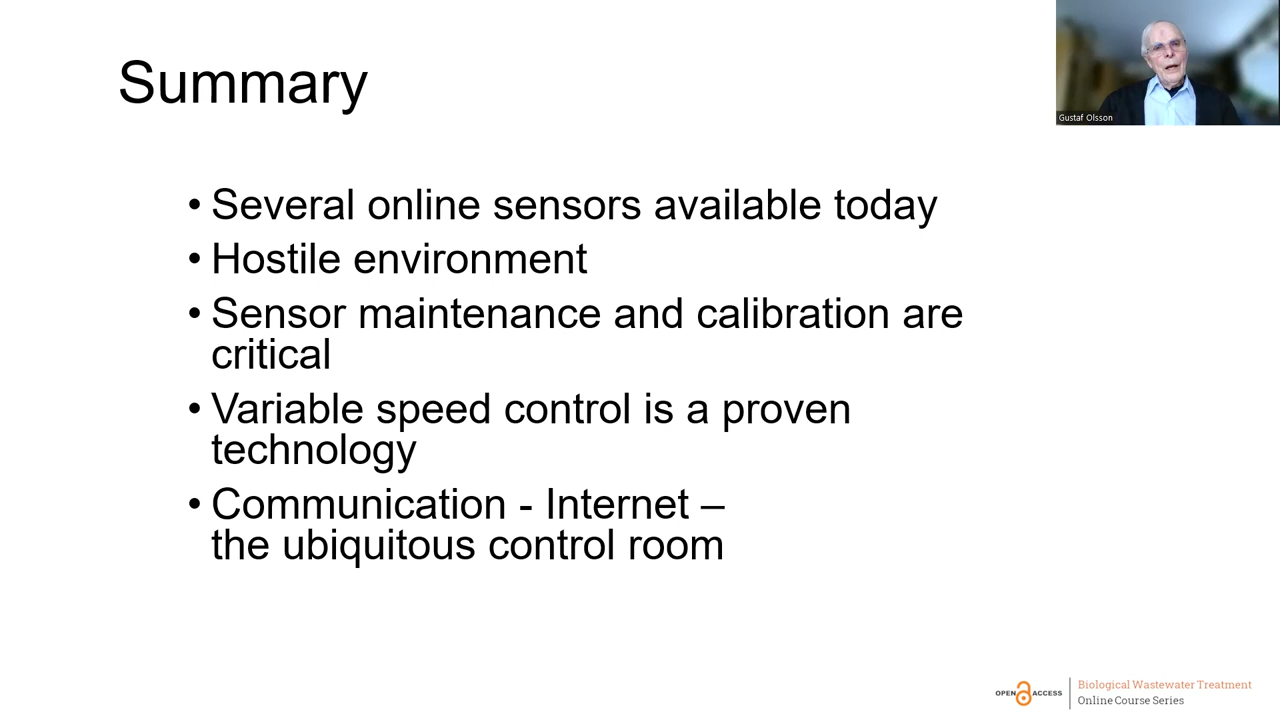 Summary
Gustaf Olsson
• Several online sensors available today
• Hostile environment
• Sensor maintenance and calibration are
critical
• Variable speed control is a proven
technology
• Communication - Internet –
the ubiquitous control room
OPEN ACCESS
Biological Wastewater Treatment
Online Course Series